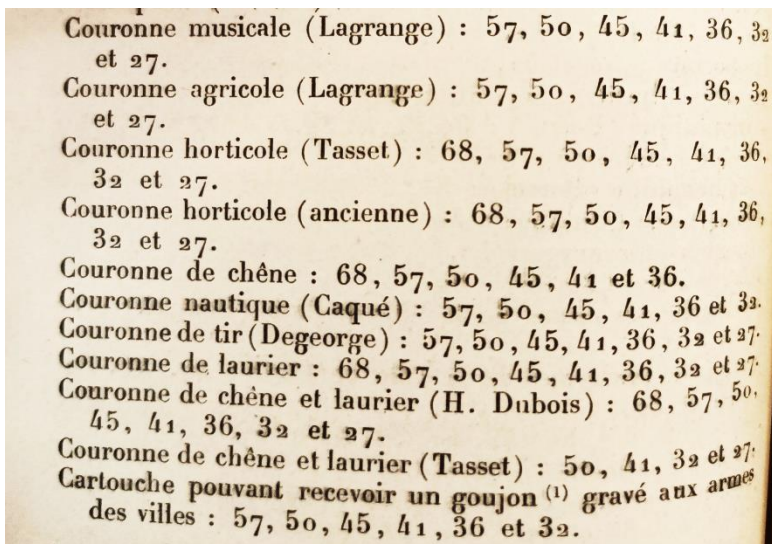 Couronne musicale (Lagrange) : 57, 50, 45, 41, 36, 32
et 27.
Couronne agricole (Lagrange) : 57, 50, 45, 41, 36, 32
et 27.
Couronne horticole (Tasset) : 68, 57, 50, 45, 41, 36,
32 et 27.
Couronne horticole (ancienne) : 68, 57, 50, 45, 41, 36,
32 et 27.
Couronne de chêne : 68, 57, 50, 45, 41 et 36.
Couronne nautique (Caqué) : 57, 50, 45, 41, 36 et 32.
Couronne de tir (Degeorge) : 57, 50, 45, 41, 36, 32 et 27.
Couronne de laurier : 68, 57, 50, 45, 41, 36, 32 et 27.
Couronne de chêne et laurier (H. Dubois) : 68, 57, 50,
45, 41, 36, 32 et 27.
Couronne de chêne et laurier (Tasset) : 50, 41, 32 et 27.
Cartouche pouvant recevoir un goujon (1) gravé aux armes
des villes : 57, 50, 45, 41, 36 et 32.